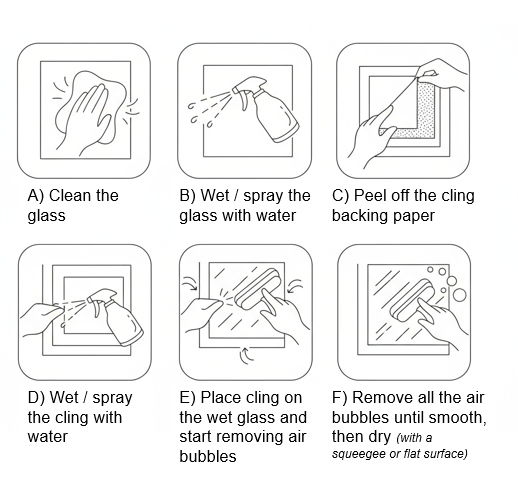 A) Clean the
glass
B) Wet / spray the
glass with water
C) Peel off the cling
backing paper
D) Wet / spray
the cling with
water
E) Place cling on
the wet glass and
start removing air
bubbles
F) Remove all the air
bubbles until smooth,
then dry (with a
squeegee or flat surface)